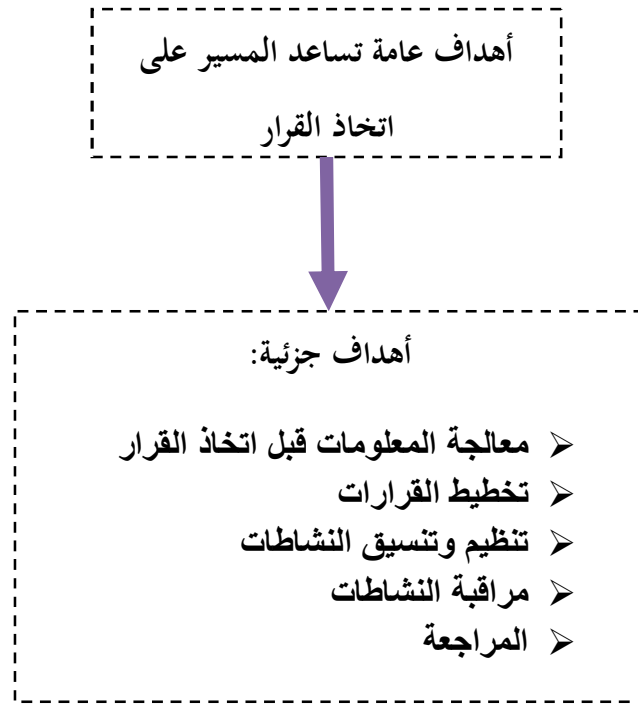 أهداف عامة تساعد المسير على
اتخاذ القرار
أهداف جزئية:
⮚ معالجة المعلومات قبل اتخاذ القرار
⮚ تخطيط القرارات
⮚ تنظيم وتنسيق النشاطات
⮚ مراقبة النشاطات
⮚ المراجعة